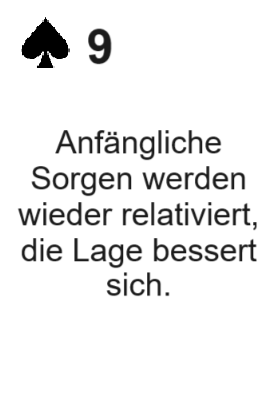 ♠ 9
Anfängliche
Sorgen werden
wieder relativiert,
die Lage bessert
sich.